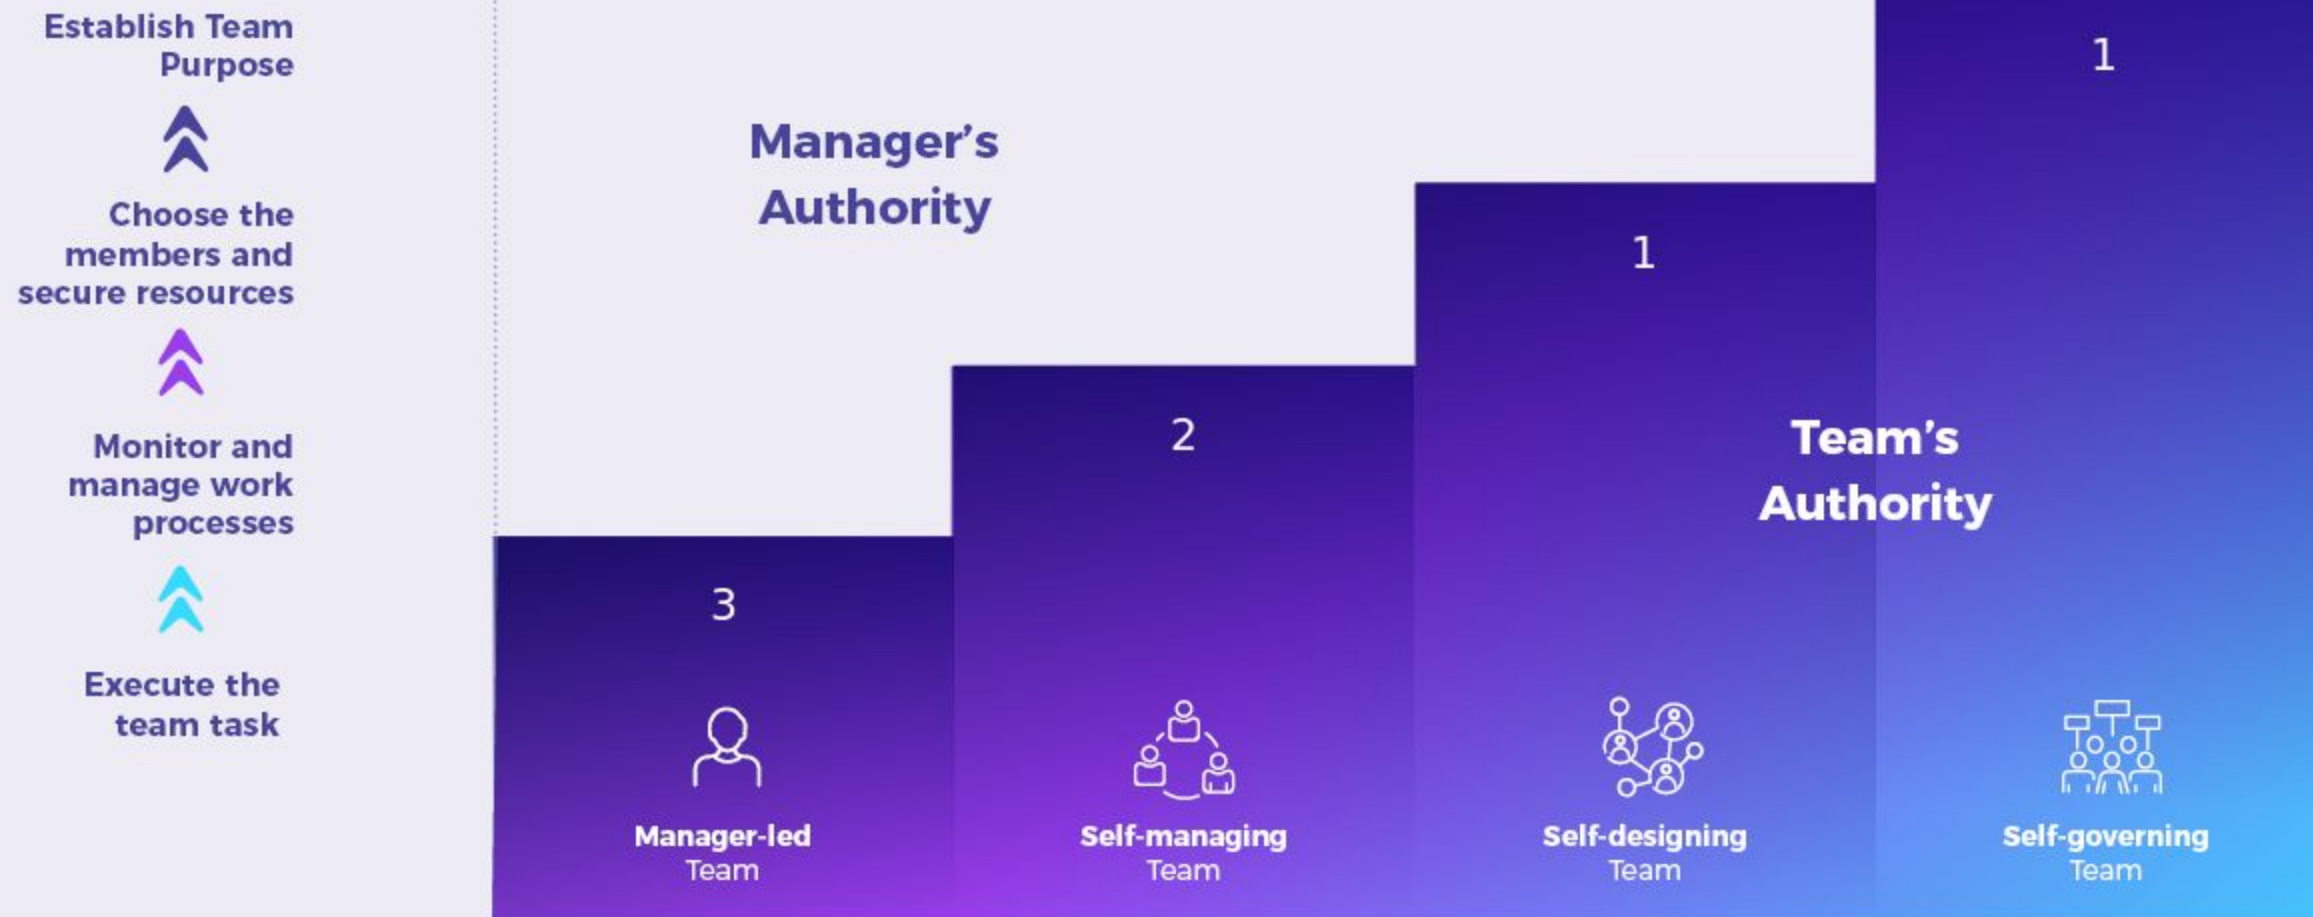 Establish Team
Purpose
Choose the
members and
secure resources
Monitor and
manage work
processes
Execute the
team task
Manager's
Authority
Team's
Authority
3
Manager-led
Team
2
Self-managing
Team
1
Self-designing
Team
1
Self-governing
Team